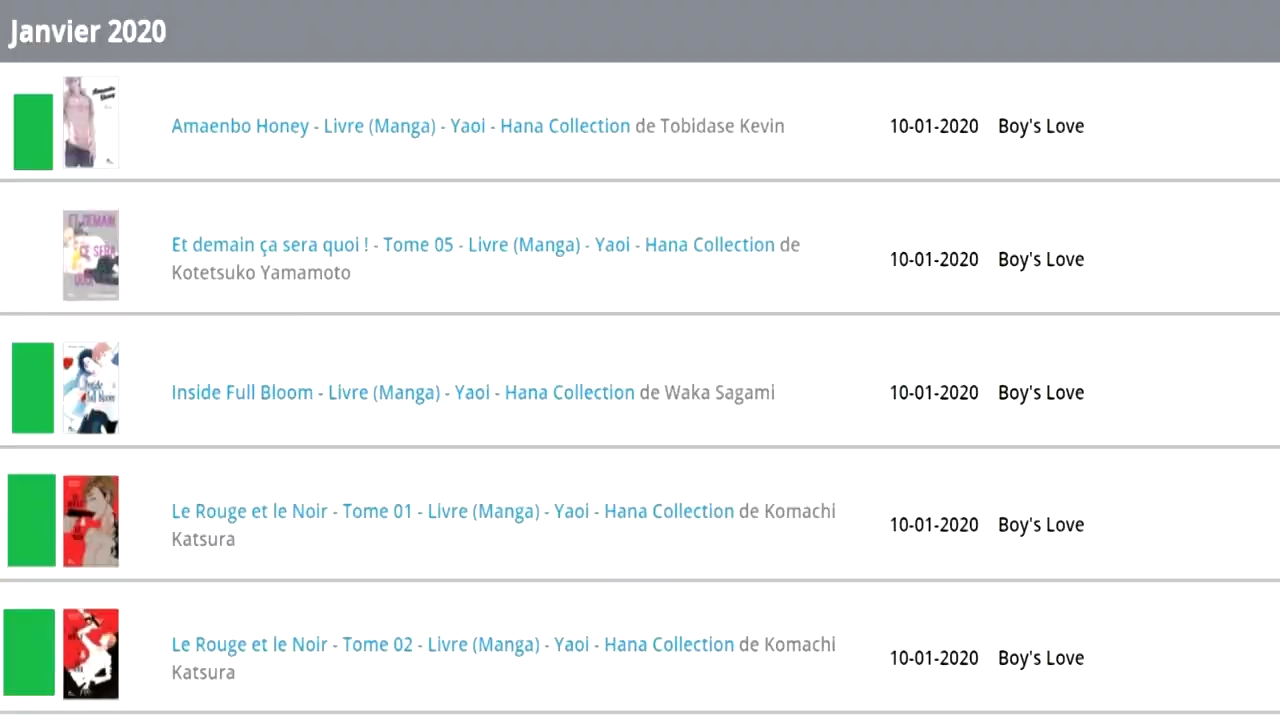 Janvier 2020
Amaenbo Honey - Livre (Manga) - Yaoi - Hana Collection de Tobidase Kevin 10-01-2020 Boy's Love
Et demain ça sera quoi ! - Tome 05 - Livre (Manga) - Yaoi - Hana Collection de
Kotetsuko Yamamoto
10-01-2020 Boy's Love
Inside Full Bloom - Livre (Manga) - Yaoi - Hana Collection de Waka Sagami 10-01-2020 Boy's Love
Le Rouge et le Noir - Tome 01 - Livre (Manga) - Yaoi - Hana Collection de Komachi
Katsura
10-01-2020 Boy's Love
Le Rouge et le Noir - Tome 02 - Livre (Manga) - Yaoi - Hana Collection de Komachi
Katsura
10-01-2020 Boy's Love